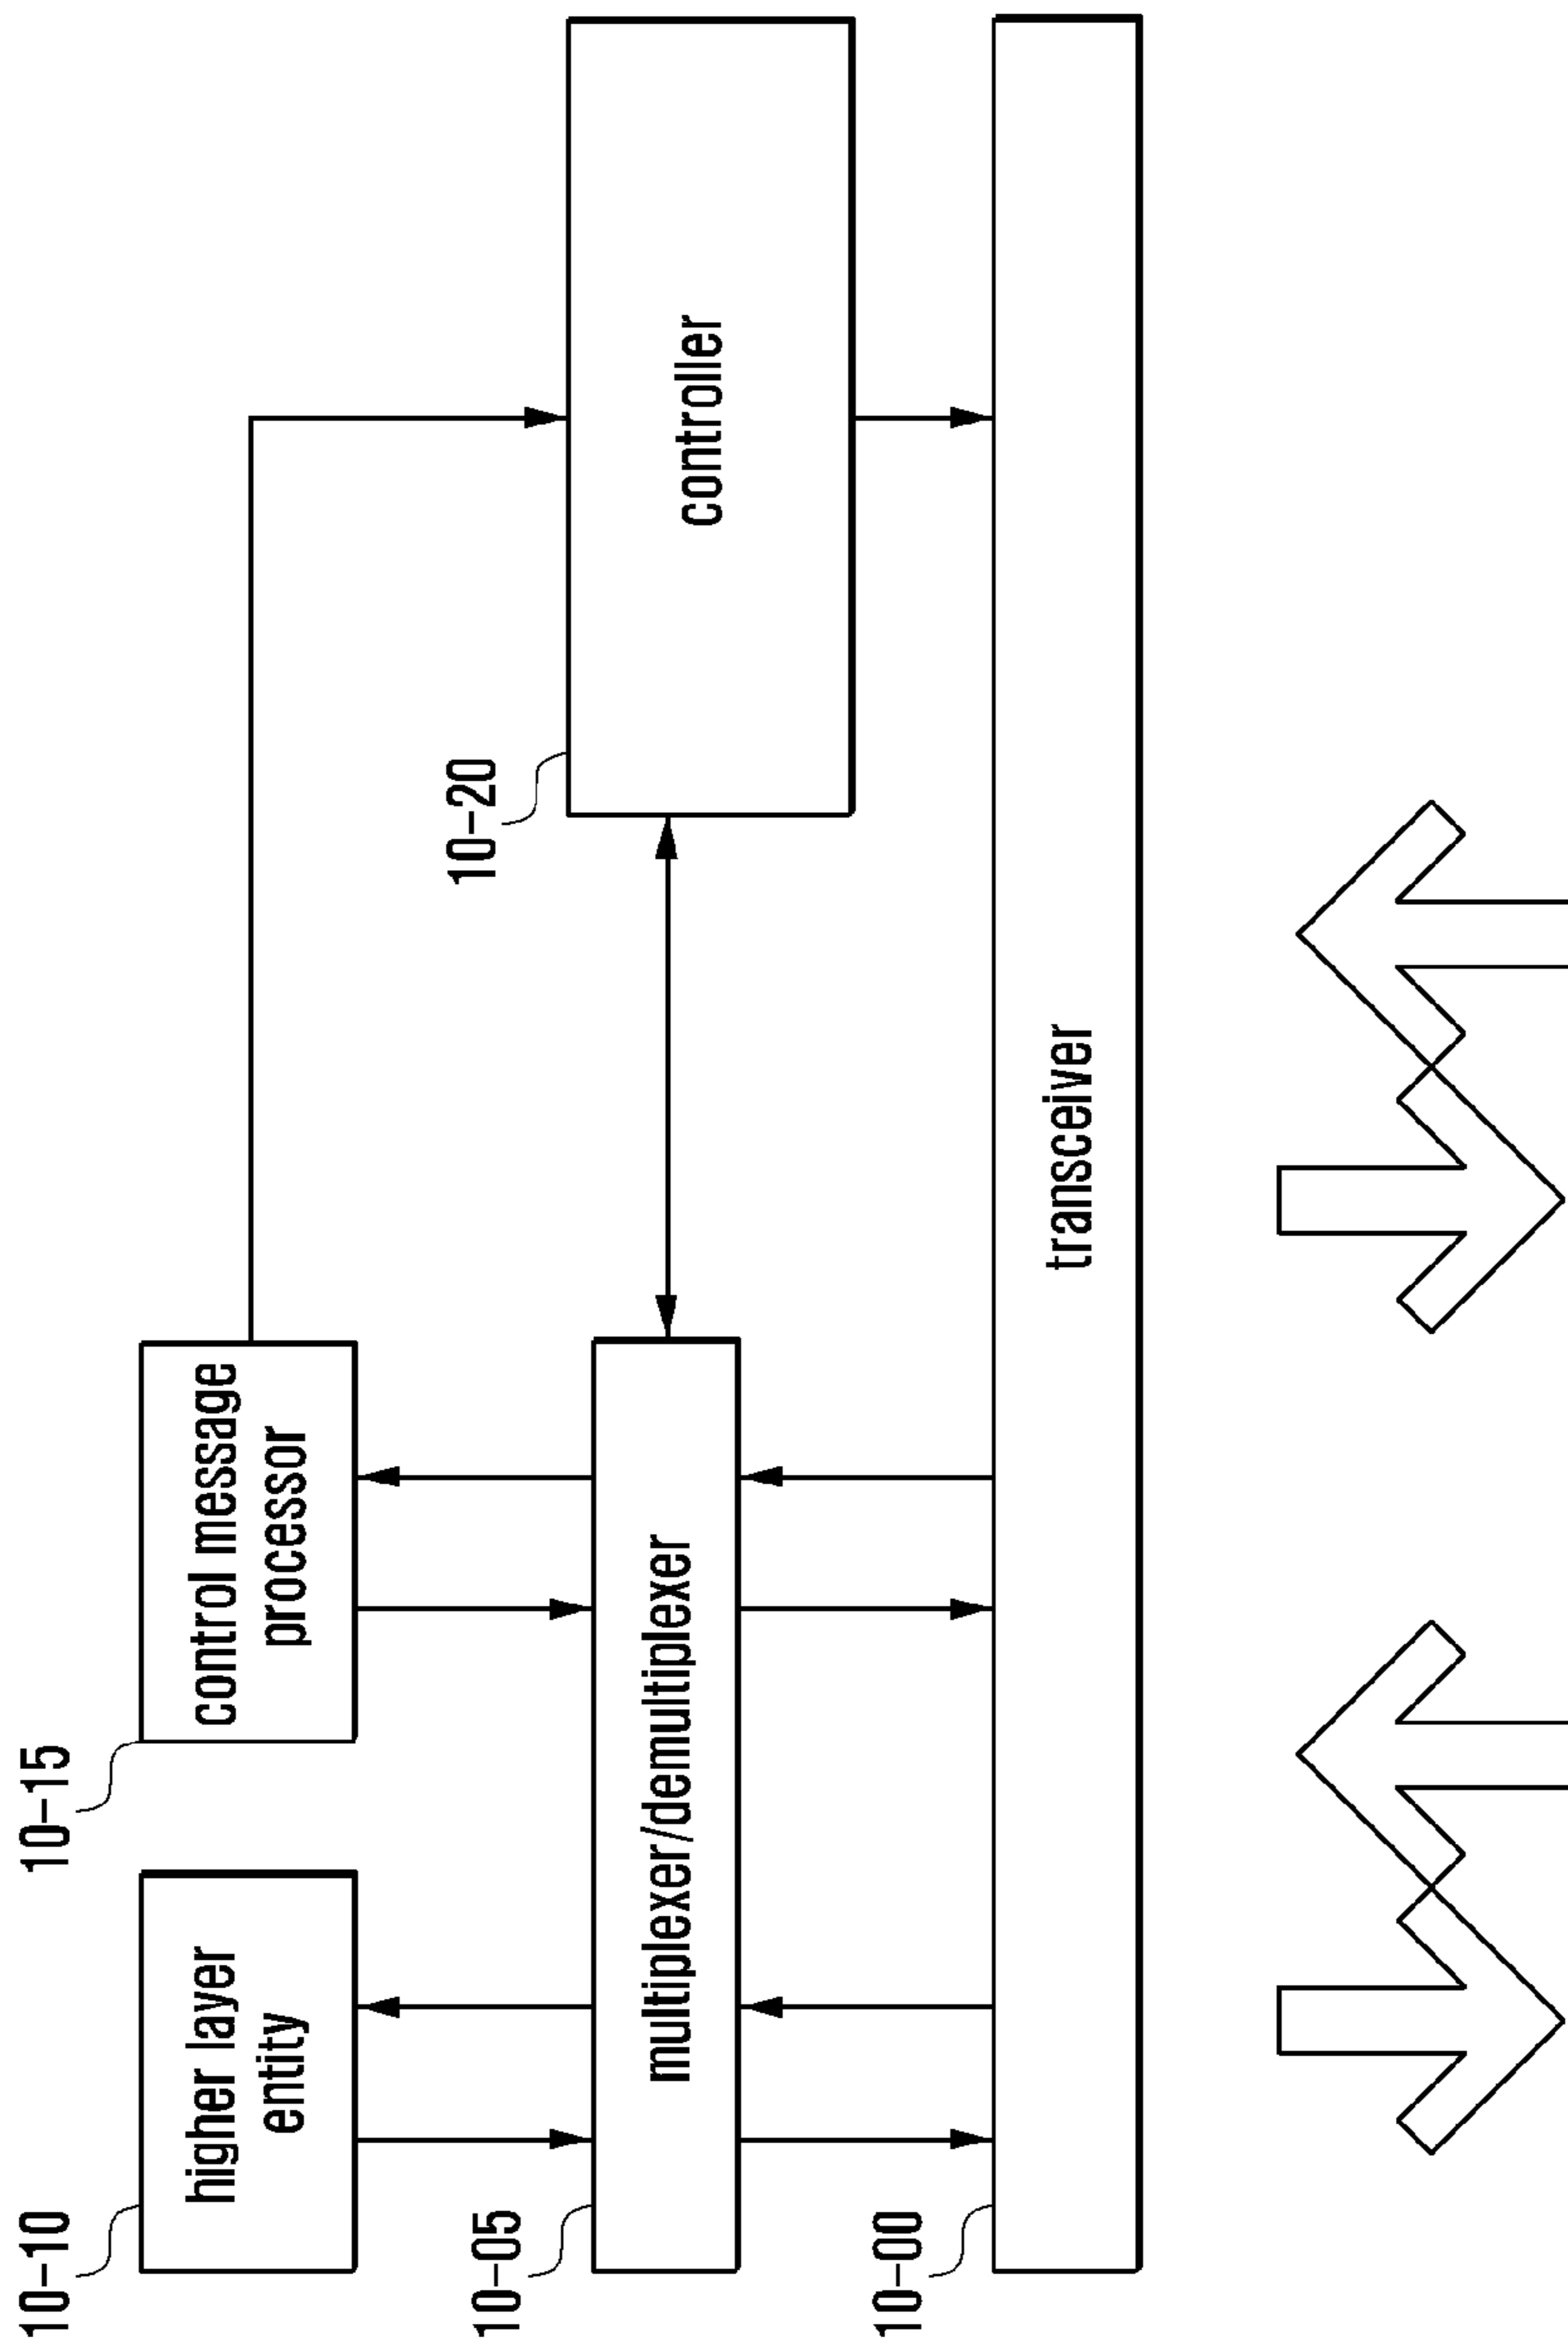 10-10
higher layer
entity
10-15
control message
processor
10-05
multiplexer/demultiplexer
10-20
controller
10-00
transceiver